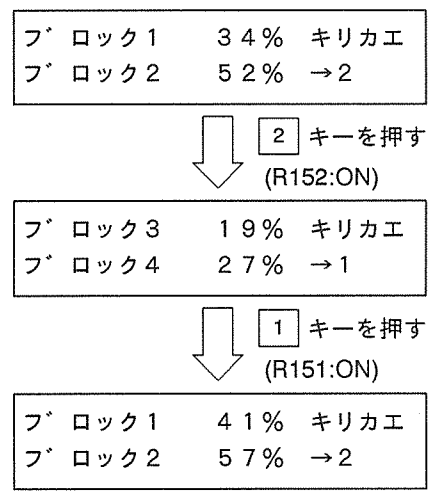 ブ゛ロック1 34% キリカエ
ブ゛ロック2 52% →2
2 キーを押す
(R152:ON)
ブ゛ロック3 19% キリカエ
ブ゛ロック4 27% →1
1 キーを押す
(R151:ON)
ブ゛ロック1 41% キリカエ
ブ゛ロック2 57% →2